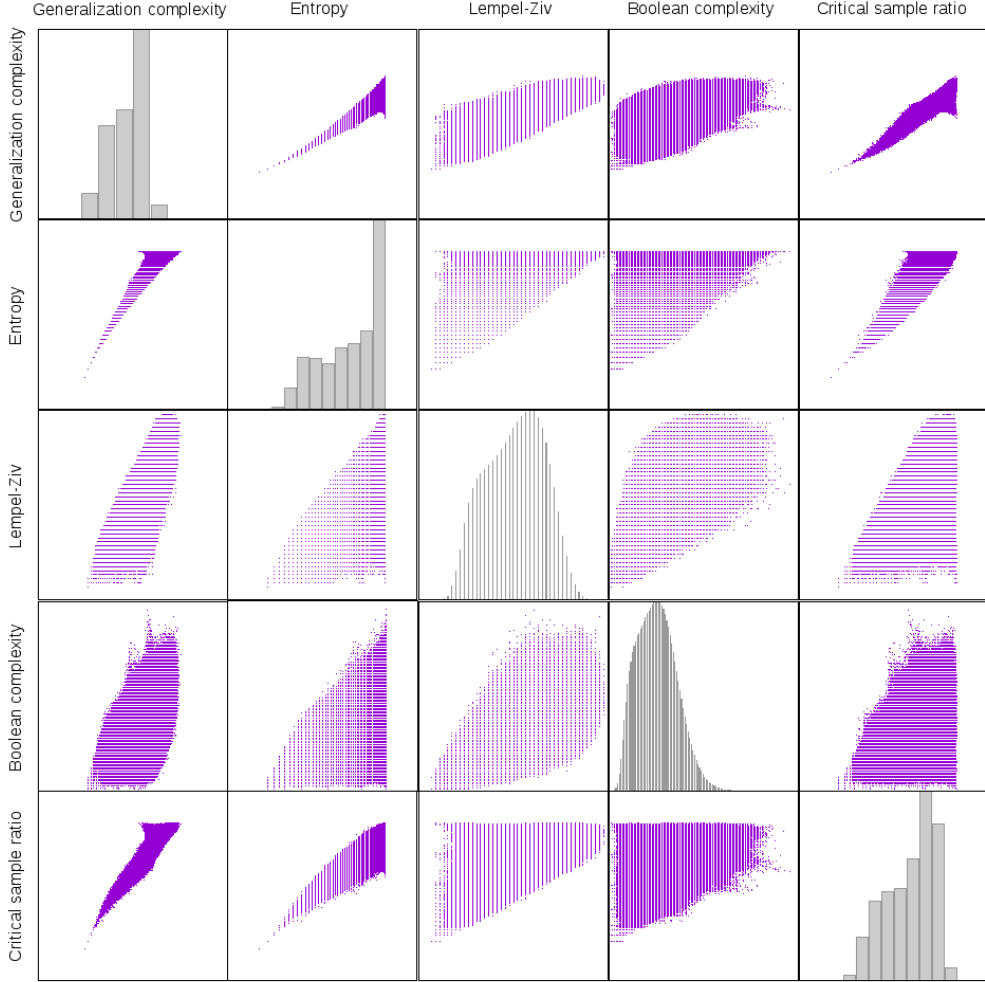 Generalization complexity
Entropy
Lempel-Ziv
Boolean complexity
Critical sample ratio
Generalization complexity
Entropy
Lempel-Ziv
Boolean complexity
Critical sample ratio